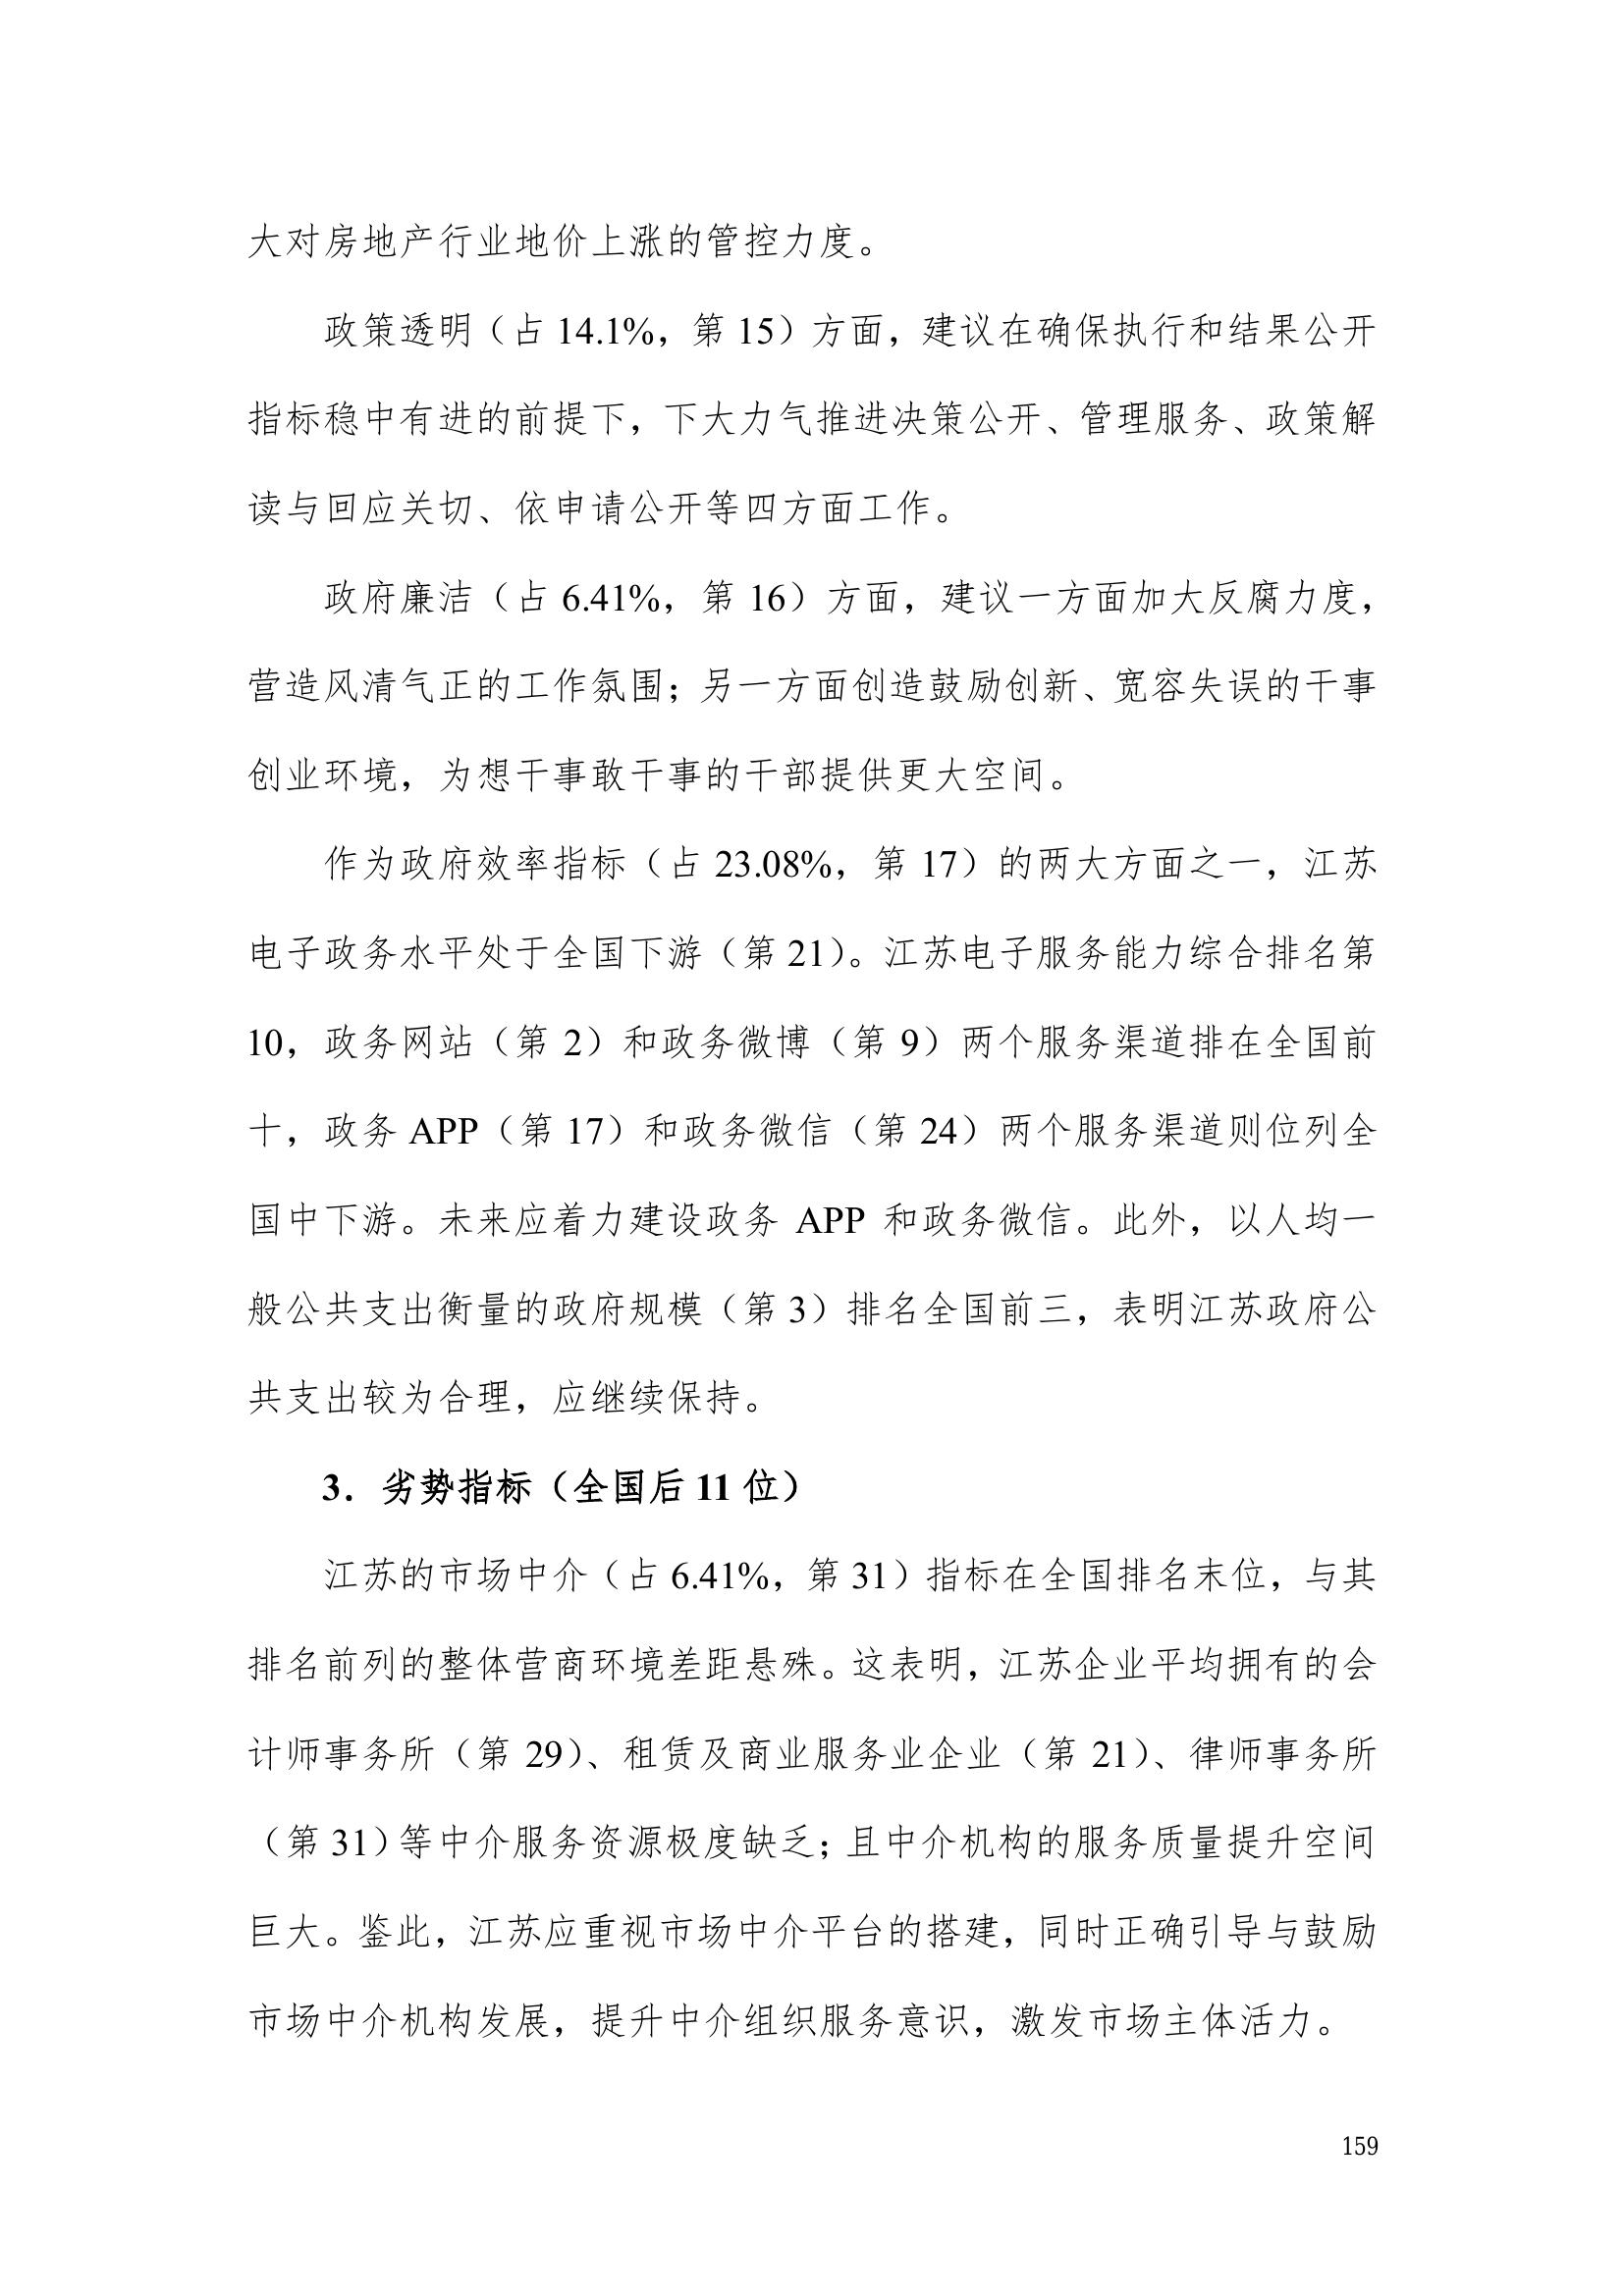 大对房地产行业地价上涨的管控力度。
政策透明（占 14.1%，第 15）方面，建议在确保执行和结果公开
指标稳中有进的前提下，下大力气推进决策公开、管理服务、政策解
读与回应关切、依申请公开等四方面工作。
政府廉洁（占 6.41%，第 16）方面，建议一方面加大反腐力度，
营造风清气正的工作氛围；另一方面创造鼓励创新、宽容失误的干事
创业环境，为想干事敢干事的干部提供更大空间。
作为政府效率指标（占 23.08%，第 17）的两大方面之一，江苏
电子政务水平处于全国下游（第 21）。江苏电子服务能力综合排名第
10，政务网站（第 2）和政务微博（第 9）两个服务渠道排在全国前
十，政务 APP（第 17）和政务微信（第 24）两个服务渠道则位列全
国中下游。未来应着力建设政务 APP 和政务微信。此外，以人均一
般公共支出衡量的政府规模（第 3）排名全国前三，表明江苏政府公
共支出较为合理，应继续保持。
3．劣势指标（全国后 11 位）
江苏的市场中介（占 6.41%，第 31）指标在全国排名末位，与其
排名前列的整体营商环境差距悬殊。这表明，江苏企业平均拥有的会
计师事务所（第 29）、租赁及商业服务业企业（第 21）、律师事务所
（第 31）等中介服务资源极度缺乏；且中介机构的服务质量提升空间
巨大。鉴此，江苏应重视市场中介平台的搭建，同时正确引导与鼓励
市场中介机构发展，提升中介组织服务意识，激发市场主体活力。
159